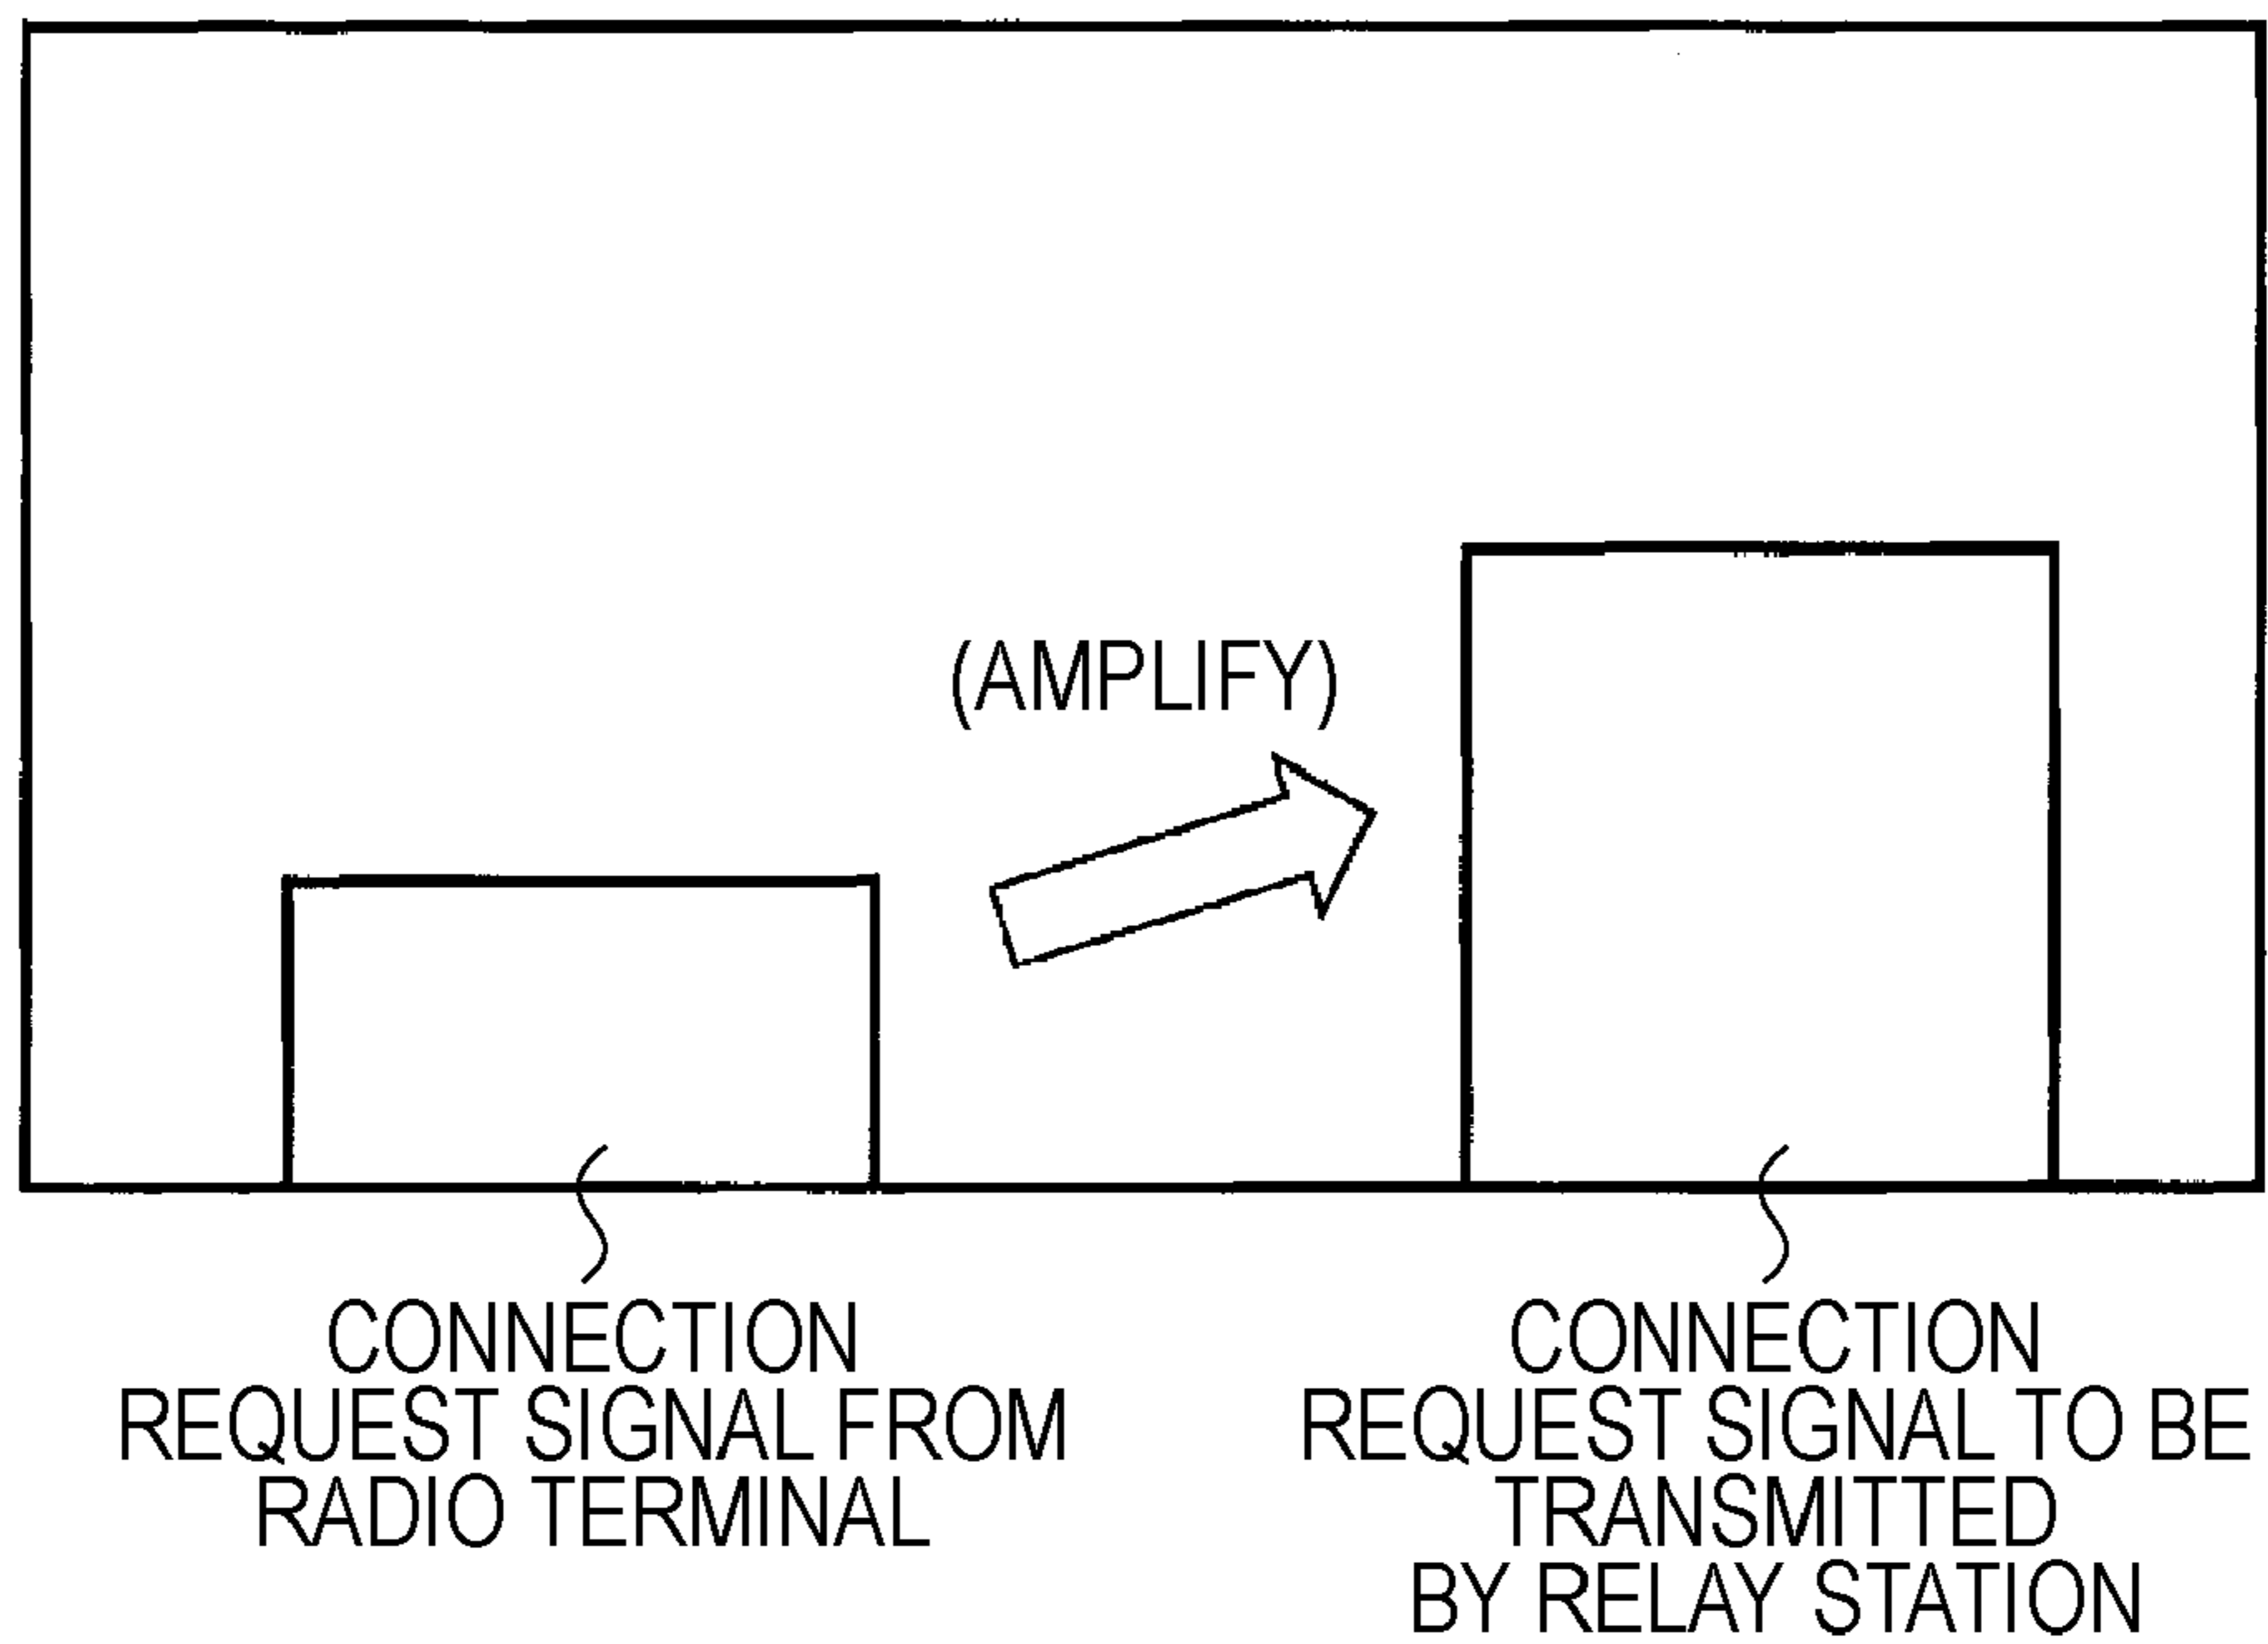 (AMPLIFY)
CONNECTION
REQUEST SIGNAL FROM
RADIO TERMINAL
CONNECTION
REQUEST SIGNAL TO BE
TRANSMITTED
BY RELAY STATION